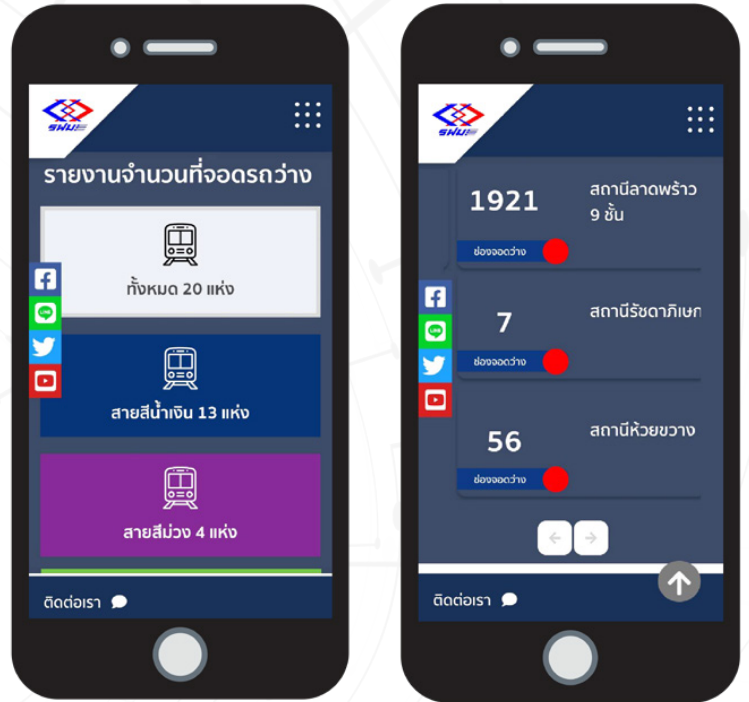 รฟม
รายงานจำนวนที่จอดรถว่าง
ทั้งหมด 20 แห่ง
สายสีน้ำเงิน 13 แห่ง
สายสีม่วง 4 แห่ง
ติดต่อเรา
รฟม
1921
สถานีลาดพร้าว
9 ชั้น
ช่องจอดว่าง
7
สถานีรัชดาภิเษก
ช่องจอดว่าง
56
สถานีห้วยขวาง
ช่องจอดว่าง
ติดต่อเรา